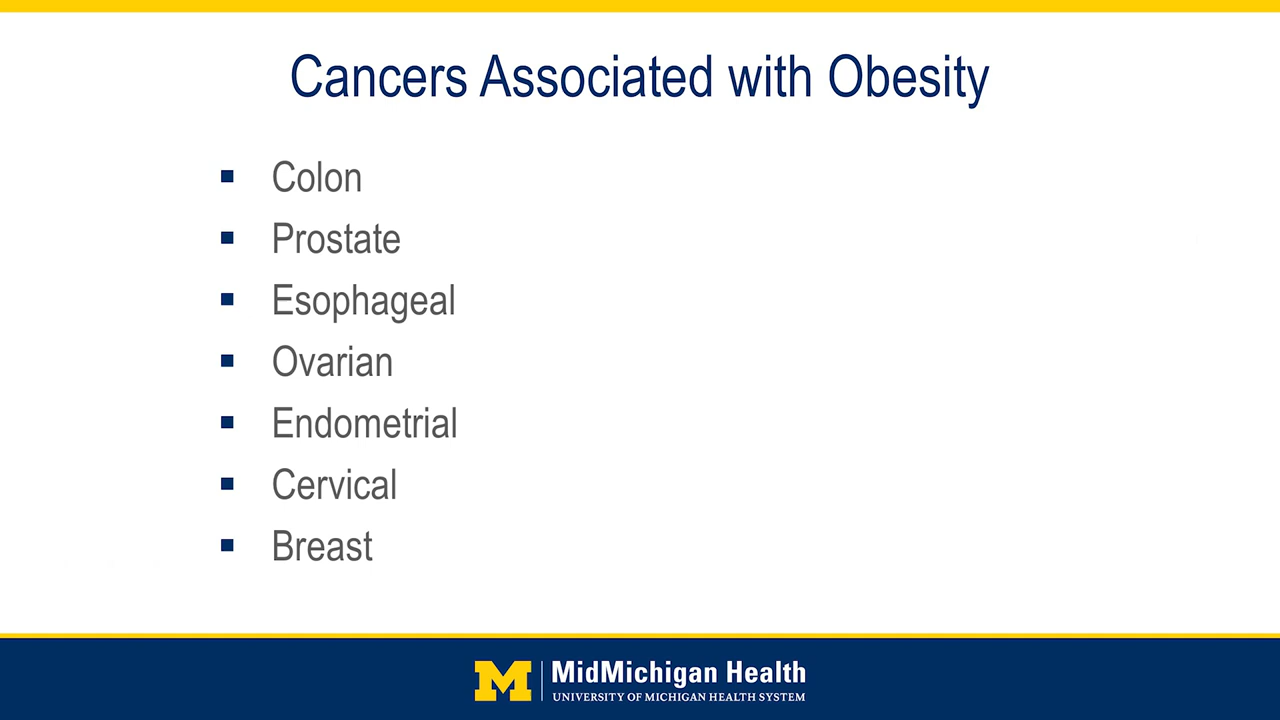 Cancers Associated with Obesity
▪ Colon
▪ Prostate
▪ Esophageal
▪ Ovarian
▪ Endometrial
▪ Cervical
▪ Breast
M
MidMichigan Health
UNIVERSITY OF MICHIGAN HEALTH SYSTEM